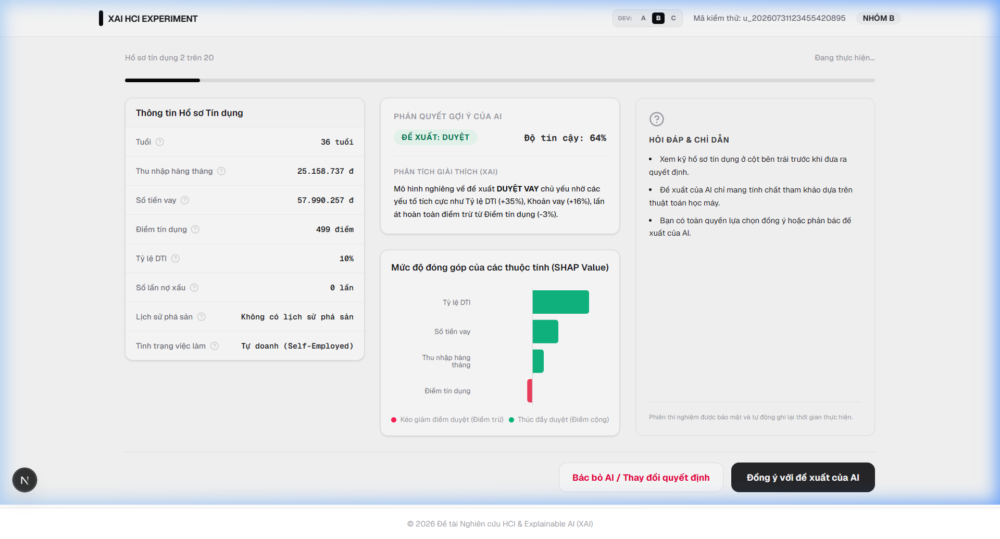 XAI HCI EXPERIMENT
DEV: A B C
Mã kiểm thử: u_20260731123455420895
NHÓM B
Hồ sơ tín dụng 2 trên 20
Đang thực hiện...
Thông tin Hồ sơ Tín dụng
Tuổi ? 36 tuổi
Thu nhập hàng tháng ? 25.158.737 đ
Số tiền vay ? 57.990.257 đ
Điểm tín dụng ? 499 điểm
Tỷ lệ DTI ? 10%
Số lần nợ xấu ? 0 lần
Lịch sử phá sản ? Không có lịch sử phá sản
Tình trạng việc làm ? Tự doanh (Self-Employed)
PHÁN QUYẾT GỢI Ý CỦA AI
ĐỀ XUẤT: DUYỆT
Độ tin cậy: 64%
PHÂN TÍCH GIẢI THÍCH (XAI)
Mô hình nghiêng về đề xuất DUYỆT VAY chủ yếu nhờ các
yếu tố tích cực như Tỷ lệ DTI (+35%), Khoản vay (+16%), lấn
át hoàn toàn điểm trừ từ Điểm tín dụng (-3%).
Mức độ đóng góp của các thuộc tính (SHAP Value)
Tỷ lệ DTI
Số tiền vay
Thu nhập hàng
tháng
Điểm tín dụng
Kéo giảm điểm duyệt (Điểm trừ)
Thúc đẩy duyệt (Điểm cộng)
?
HỎI ĐÁP & CHỈ DẪN
• Xem kỹ hồ sơ tín dụng ở cột bên trái trước khi đưa ra
quyết định.
• Đề xuất của AI chỉ mang tính chất tham khảo dựa trên
thuật toán học máy.
• Bạn có toàn quyền lựa chọn đồng ý hoặc phản bác đề
xuất của AI.
Phiên thí nghiệm được bảo mật và tự động ghi lại thời gian thực hiện.
Bác bỏ AI / Thay đổi quyết định
Đồng ý với đề xuất của AI
N
© 2026 Đề tài Nghiên cứu HCI & Explainable AI (XAI)